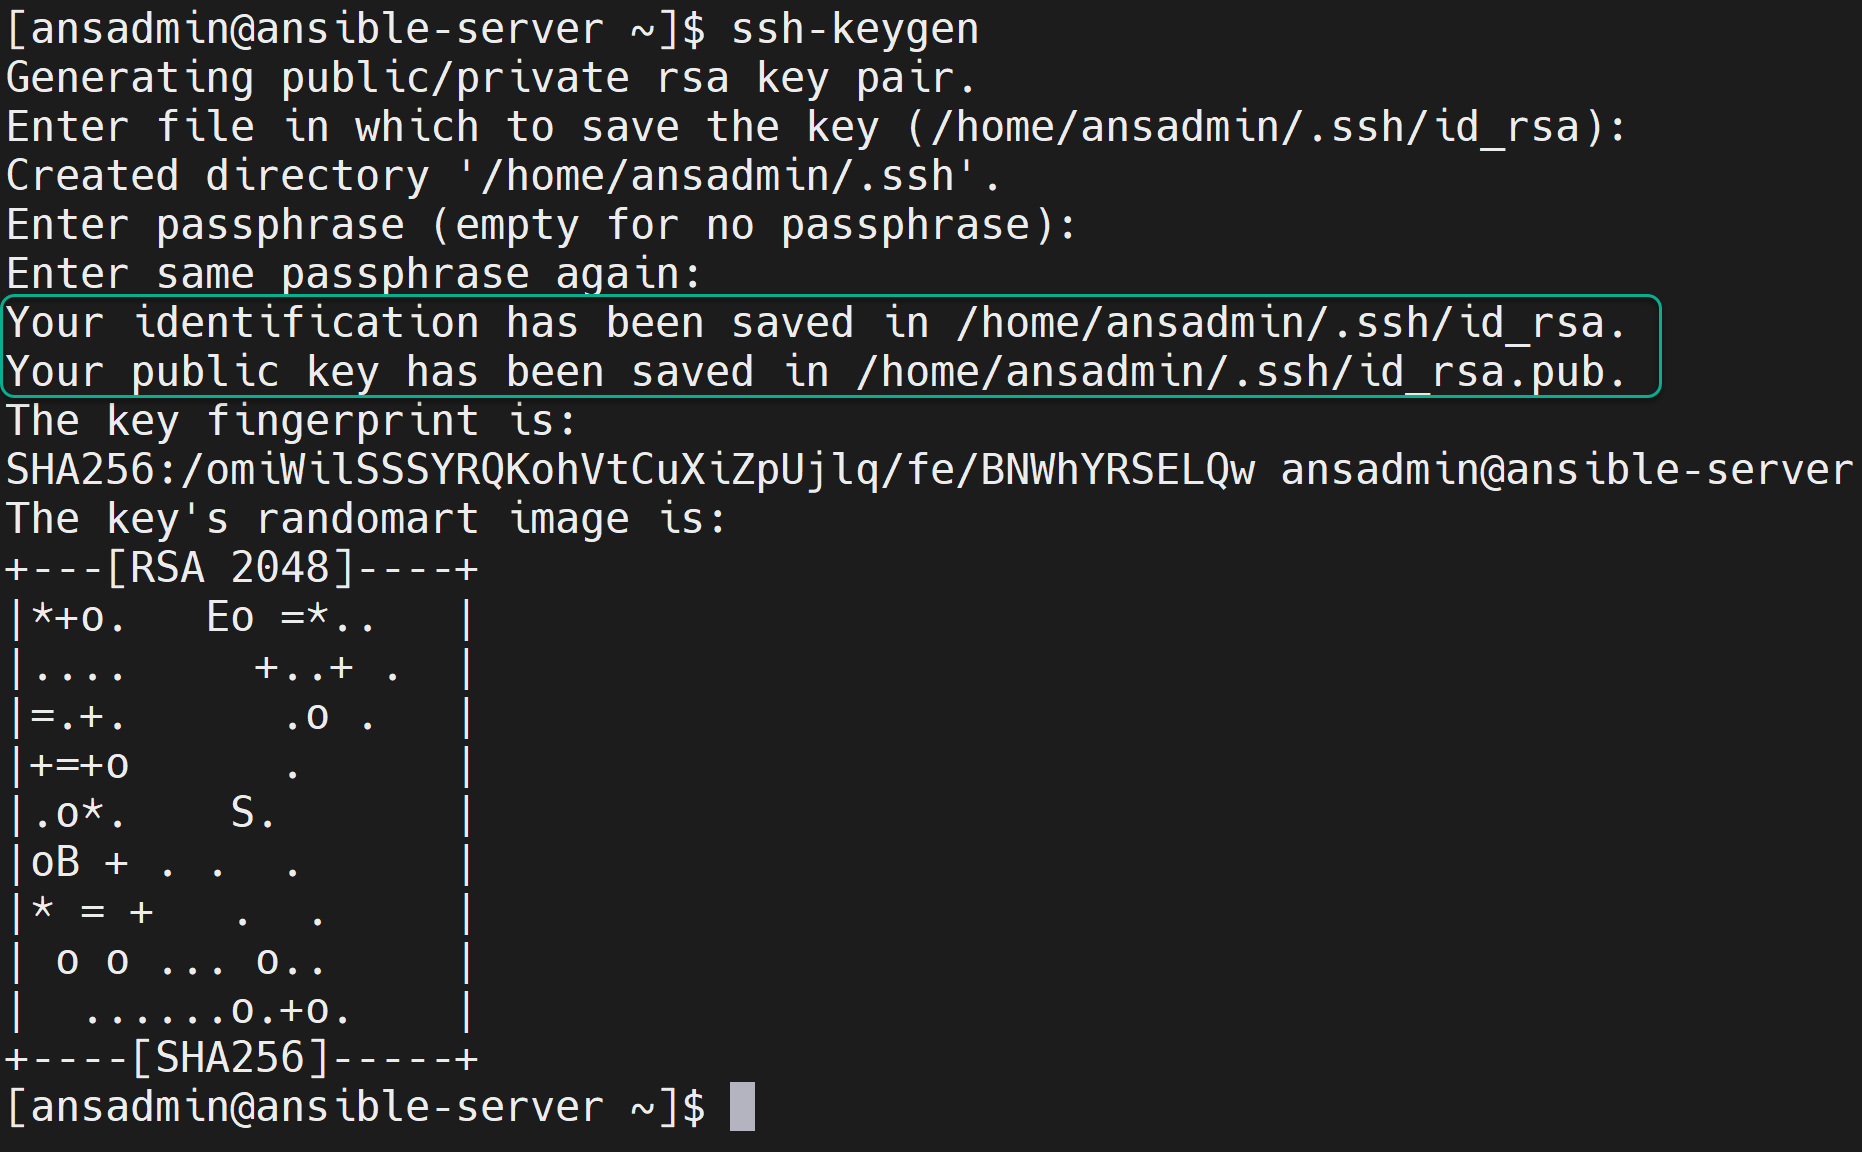 [ansadmin@ansible-server ~]$ ssh-keygen
Generating public/private rsa key pair.
Enter file in which to save the key (/home/ansadmin/.ssh/id_rsa):
Created directory '/home/ansadmin/.ssh'.
Enter passphrase (empty for no passphrase):
Enter same passphrase again:
Your identification has been saved in /home/ansadmin/.ssh/id_rsa.
Your public key has been saved in /home/ansadmin/.ssh/id_rsa.pub.
The key fingerprint is:
SHA256:/omiWilSSSYRQKohVtCuXiZpUjlq/fe/BNWhYRSELQw ansadmin@ansible-server
The key's randomart image is:
+---[RSA 2048]----+
|*+o.   Eo =*..   |
|....     +..+ .  |
|=.+.      .o .   |
|+=+o      .      |
|.o*.    S.       |
|oB + . .  .      |
|* = +   .  .     |
| o o ... o..     |
|  ......o.+o.    |
+----[SHA256]-----+
[ansadmin@ansible-server ~]$